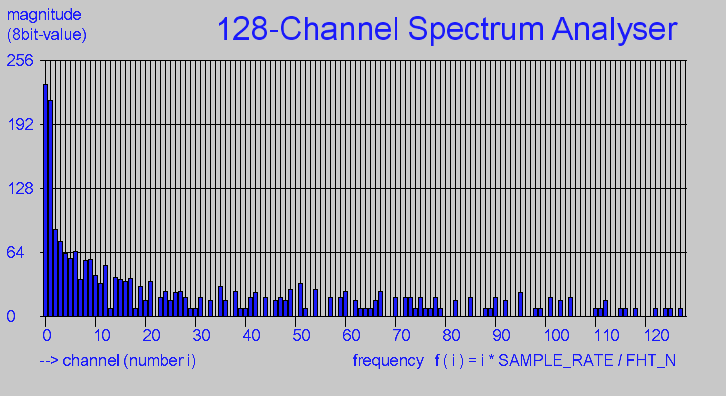 magnitude
(8bit-value)
128-Channel Spectrum Analyser
256
192
128
64
0
0 10 20 30 40 50 60 70 80 90 100 110 120
--> channel (number i)
frequency f ( i ) = i * SAMPLE_RATE / FHT_N